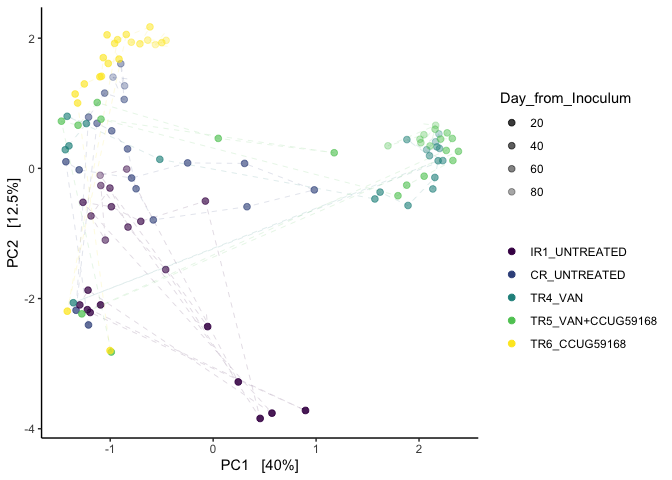 2
0
-2
-4
-1
0
1
2
PC1 [40%]
PC2 [12.5%]
Day_from_Inoculum
20
40
60
80
IR1_UNTREATED
CR_UNTREATED
TR4_VAN
TR5_VAN+CCUG59168
TR6_CCUG59168